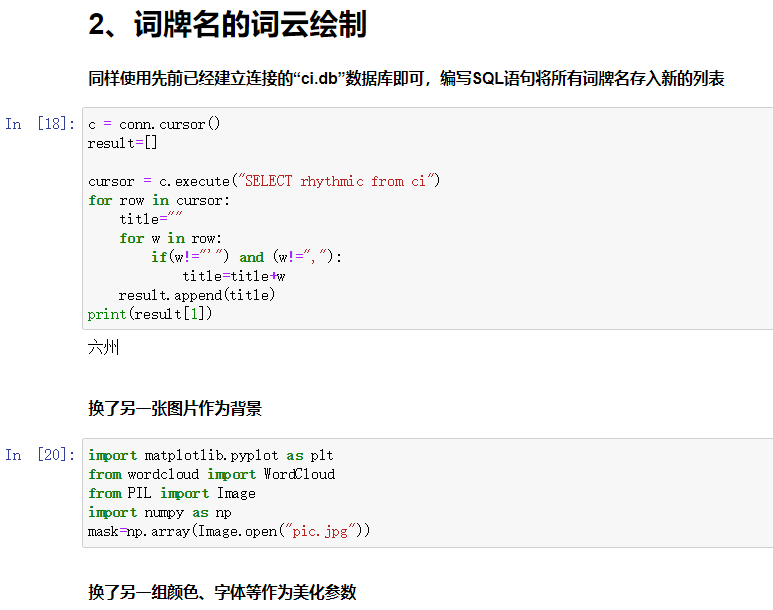 2、词牌名的词云绘制
同样使用先前已经建立连接的“ci.db”数据库即可，编写SQL语句将所有词牌名存入新的列表
In [18]:
c = conn.cursor()
result=[]
cursor = c.execute("SELECT rhythmic from ci")
for row in cursor:
    title=""
    for w in row:
        if(w!="'") and (w!=","):
            title=title+w
    result.append(title)
print(result[1])
六州
换了另一张图片作为背景
In [20]:
import matplotlib.pyplot as plt
from wordcloud import WordCloud
from PIL import Image
import numpy as np
mask=np.array(Image.open("pic.jpg"))
换了另一组颜色、字体等作为美化参数